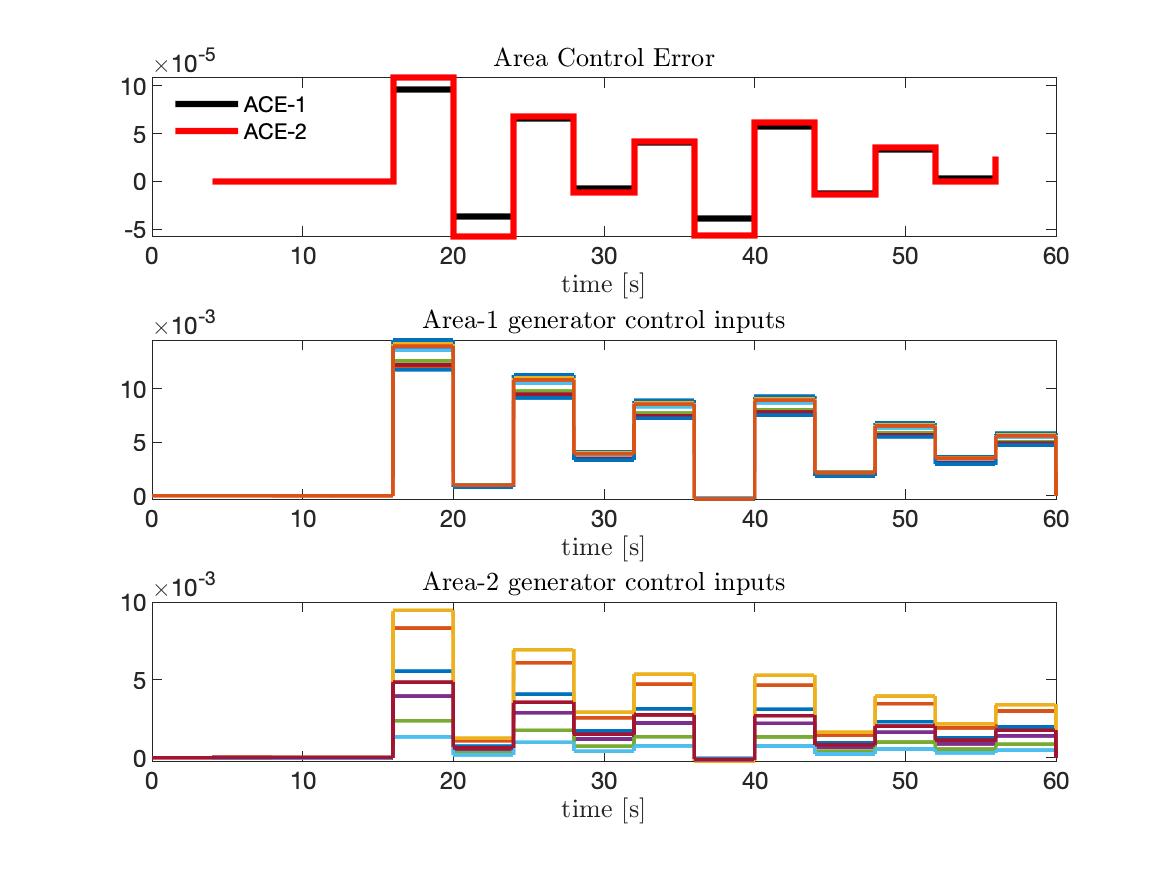 Area Control Error
×10-5
10
5
0
-5
ACE-1
ACE-2
0 10 20 30 40 50 60
time [s]
Area-1 generator control inputs
×10-3
10
5
0
0 10 20 30 40 50 60
time [s]
Area-2 generator control inputs
×10-3
10
5
0
0 10 20 30 40 50 60
time [s]